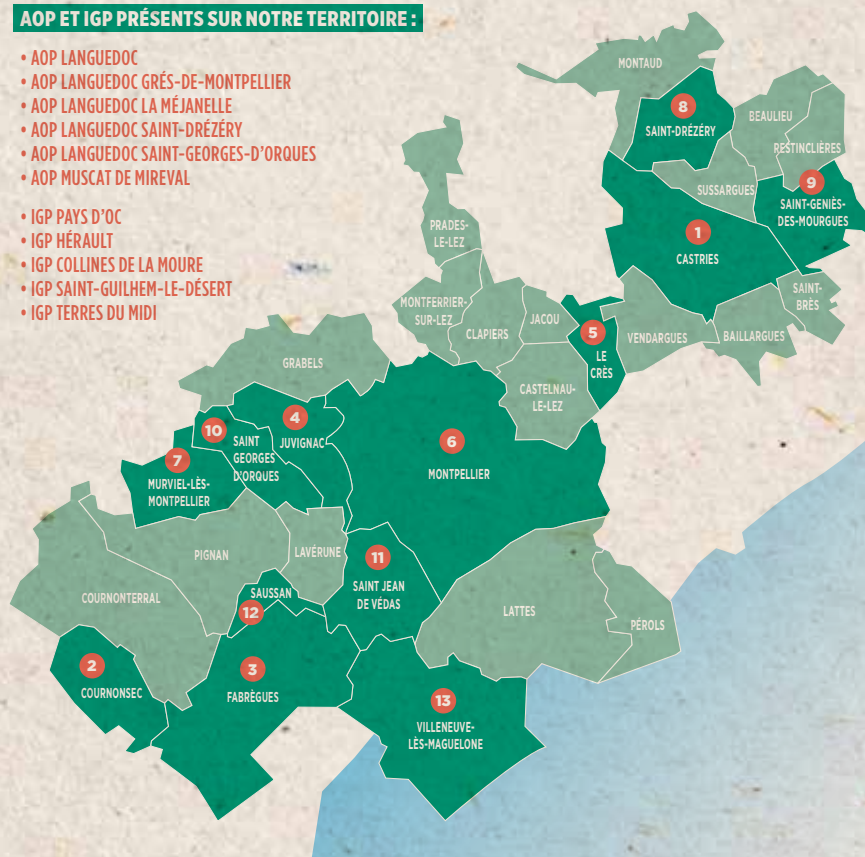 AOP ET IGP PRÉSENTS SUR NOTRE TERRITOIRE :
• AOP LANGUEDOC
• AOP LANGUEDOC GRÉS-DE-MONTPELLIER
• AOP LANGUEDOC LA MÉJANELLE
• AOP LANGUEDOC SAINT-DRÉZÉRY
• AOP LANGUEDOC SAINT-GEORGES-D'ORQUES
• AOP MUSCAT DE MIREVAL
• IGP PAYS D'OC
• IGP HÉRAULT
• IGP COLLINES DE LA MOURE
• IGP SAINT-GUILHEM-LE-DÉSERT
• IGP TERRES DU MIDI
MONTAUD
8
SAINT-DRÉZÉRY
BEAULIEU
RESTINCLIÈRES
SUSSARGUES
9
SAINT-GENIÈS-
DES-MOURGUES
1
CASTRIES
PRADES-
LE-LEZ
SAINT-
BRÈS
MONTFERRIER-
SUR-LEZ
CLAPIERS
JACOU
5
LE
CRÈS
VENDARGUES
BAILLARGUES
GRABELS
CASTELNAU-
LE-LEZ
4
JUVIGNAC
10
SAINT
GEORGES
D'ORQUES
6
MONTPELLIER
7
MURVIEL-LÈS-
MONTPELLIER
PIGNAN
LAVÉRUNE
11
SAINT JEAN
DE VÉDAS
COURNONTERRAL
SAUSSAN
12
LATTES
PÉROLS
2
COURNONSEC
3
FABRÈGUES
13
VILLENEUVE-
LÈS-MAGUELONE